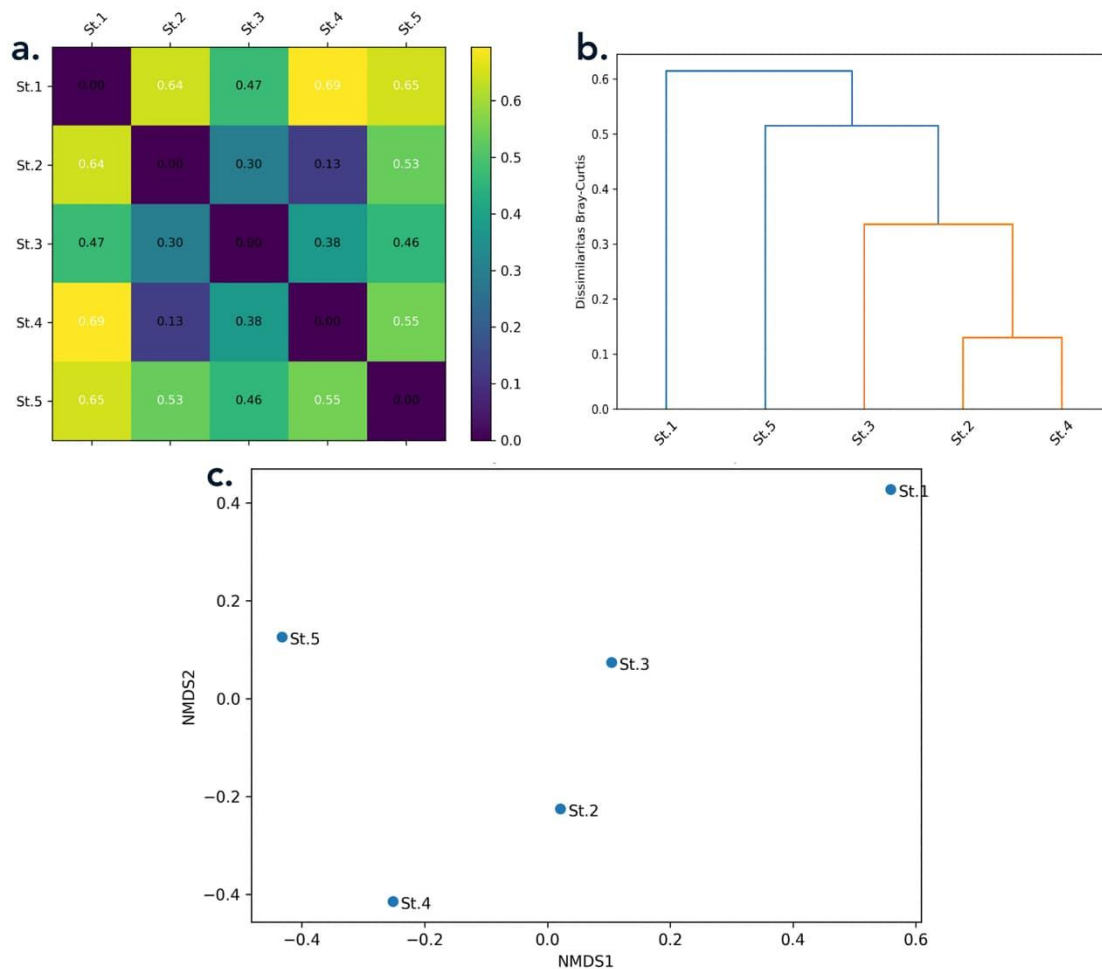 a.
St.1 St.2 St.3 St.4 St.5
St.1 0.00 0.64 0.47 0.69 0.65
St.2 0.64 0.00 0.30 0.13 0.53
St.3 0.47 0.30 0.00 0.38 0.46
St.4 0.69 0.13 0.38 0.00 0.55
St.5 0.65 0.53 0.46 0.55 0.00
0.6
0.5
0.4
0.3
0.2
0.1
0.0
b.
Dissimilaritas Bray-Curtis
0.6
0.5
0.4
0.3
0.2
0.1
0.0
St.1 St.5 St.3 St.2 St.4
c.
NMDS2
0.4
0.2
0.0
−0.2
−0.4
St.1
St.5
St.3
St.2
St.4
−0.4 −0.2 0.0 0.2 0.4 0.6
NMDS1